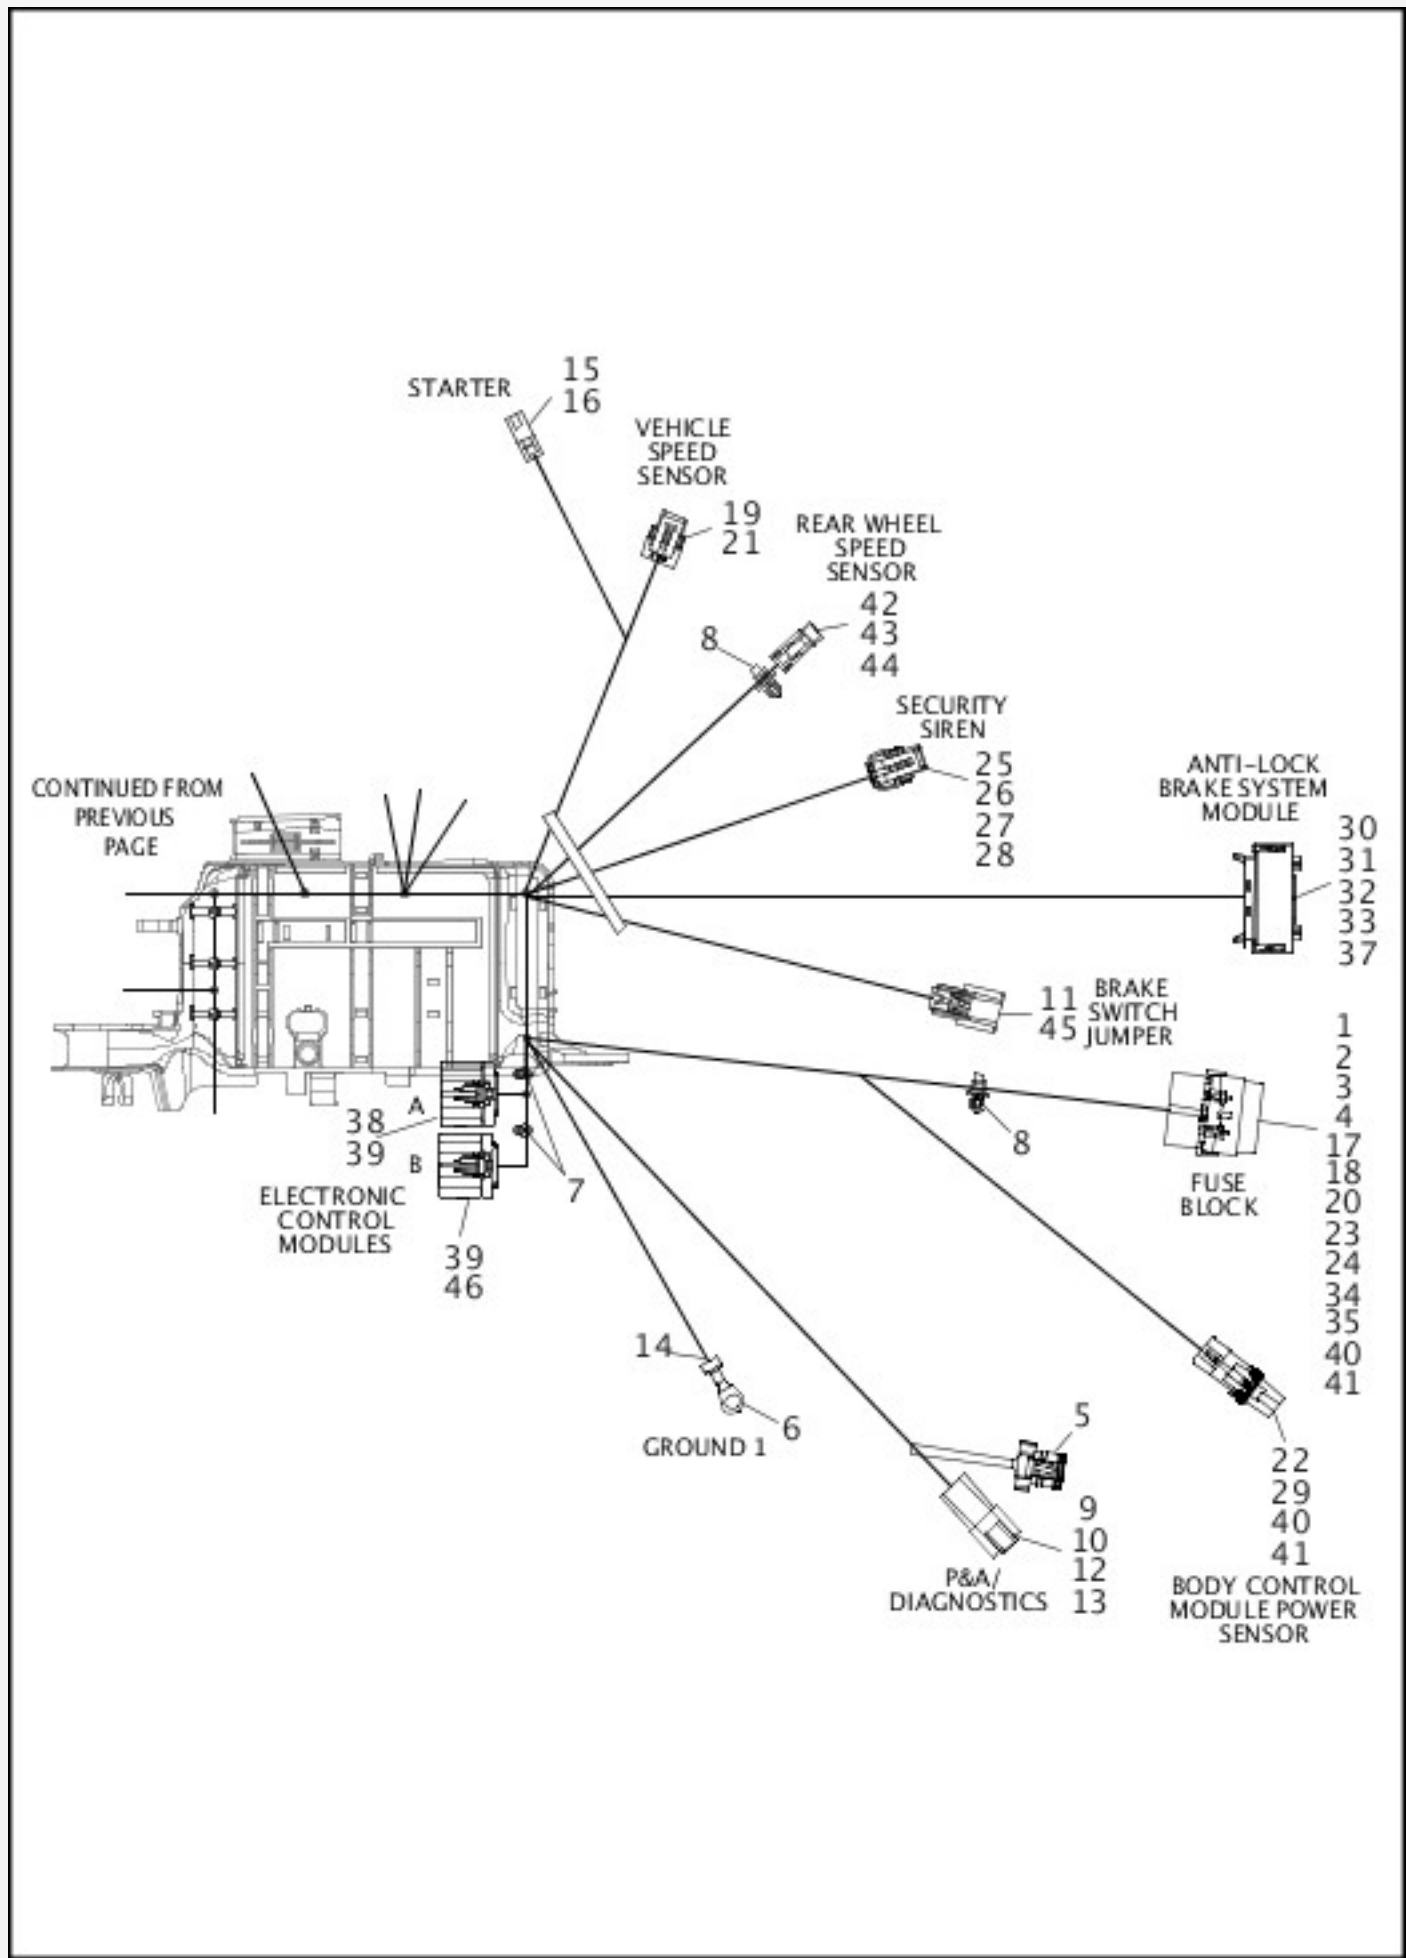 STARTER
15
16
VEHICLE
SPEED
SENSOR
19
21
REAR WHEEL
SPEED
SENSOR
42
43
44
8
SECURITY
SIREN
25
26
27
28
ANTI-LOCK
BRAKE SYSTEM
MODULE
30
31
32
33
37
CONTINUED FROM
PREVIOUS
PAGE
11
45
BRAKE
SWITCH
JUMPER
1
2
3
4
17
18
20
23
24
34
35
40
41
FUSE
BLOCK
8
A
38
39
B
7
ELECTRONIC
CONTROL
MODULES
39
46
14
6
GROUND 1
5
9
10
12
13
P&A/
DIAGNOSTICS
22
29
40
41
BODY CONTROL
MODULE POWER
SENSOR